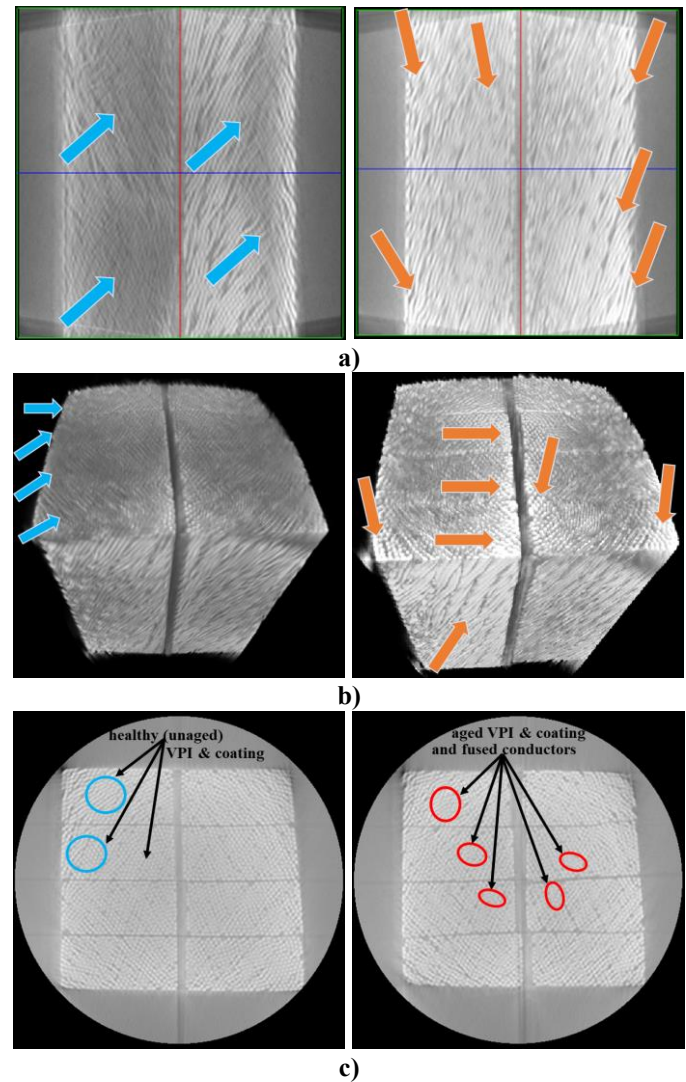 a)
b)
healthy (unaged)
VPI & coating
aged VPI & coating
and fused conductors
c)